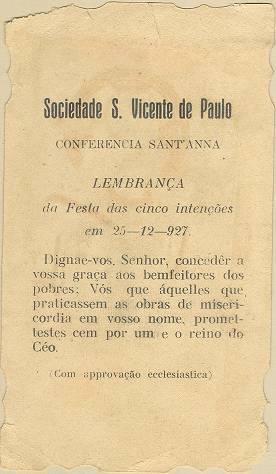 Sociedade S. Vicente de Paulo
CONFERENCIA SANT'ANNA
LEMBRANÇA
da Festa das cinco intenções
em 25—12—927.
Dignae-vos, Senhor, concedêr a
vossa graça aos bemfeitores dos
pobres: Vós que áquelles que
praticassem as obras de miseri-
cordia em vosso nome, promet-
testes cem por um e o reino do
Céo.
(Com approvação ecclesiastica)